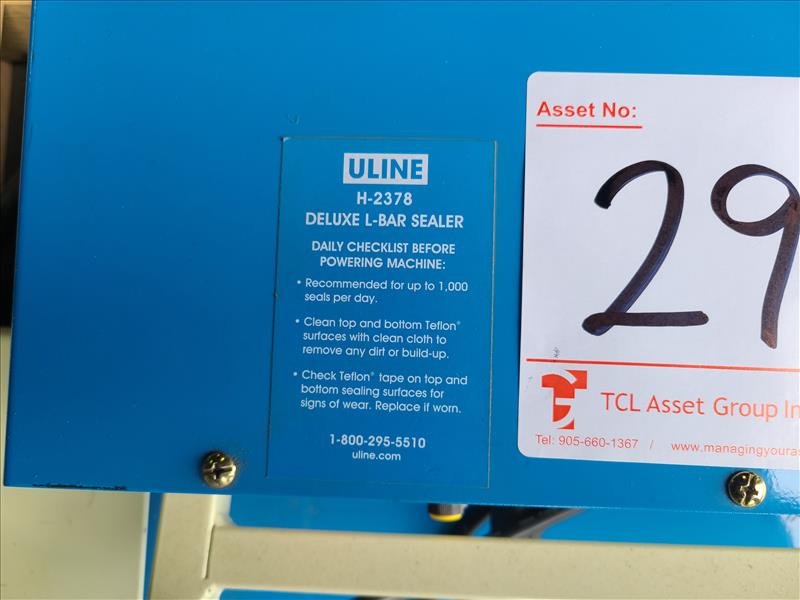 ULINE
H-2378
DELUXE L-BAR SEALER
DAILY CHECKLIST BEFORE
POWERING MACHINE:
• Recommended for up to 1,000
seals per day.
• Clean top and bottom Teflon®
surfaces with clean cloth to
remove any dirt or build-up.
• Check Teflon® tape on top and
bottom sealing surfaces for
signs of wear. Replace if worn.
1-800-295-5510
uline.com
Asset No:
29
TCL Asset Group In
Tel: 905-660-1367 / www.managingyouras